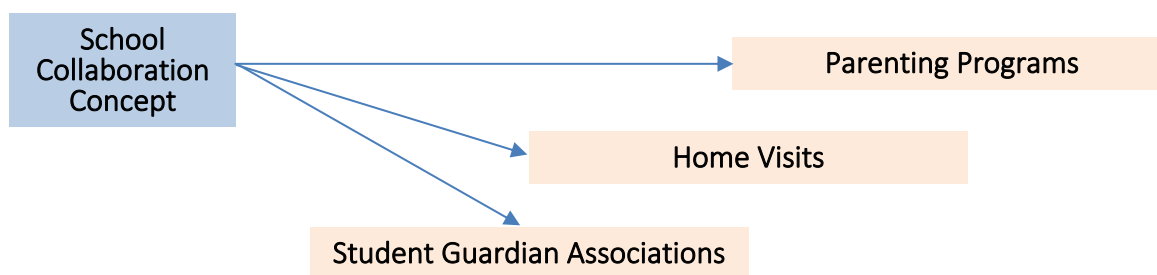 School
Collaboration
Concept
Parenting Programs
Home Visits
Student Guardian Associations